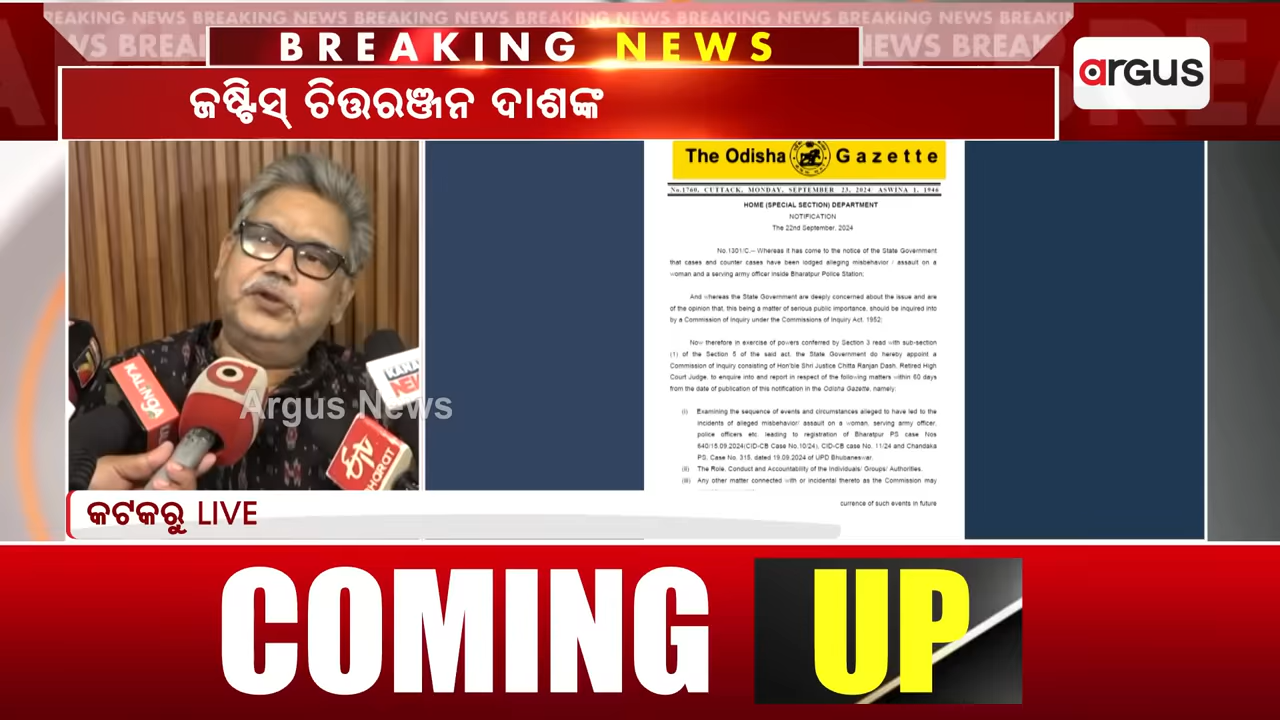 BREAKING NEWS
ଜଷ୍ଟିସ୍ ଚିତ୍ତରଞ୍ଜନ ଦାଶଙ୍କ
argus
The Odisha Gazette
No.1760, CUTTACK, MONDAY, SEPTEMBER 23, 2024 ASWINA 1, 1946
HOME (SPECIAL SECTION) DEPARTMENT
NOTIFICATION
The 22nd September, 2024
No.1301/C.– Whereas it has come to the notice of the State Government
that cases and counter cases have been lodged alleging misbehavior / assault on a
woman and a serving army officer inside Bharatpur Police Station;
And whereas the State Government are deeply concerned about the issue and are
of the opinion that, this being a matter of serious public importance, should be inquired into
by a Commission of Inquiry under the Commissions of Inquiry Act. 1952;
Now therefore in exercise of powers conferred by Section 3 read with sub-section
(1) of the Section 5 of the said act. the State Government do hereby appoint a
Commission of Inquiry consisting of Hon'ble Shri Justice Chitta Ranjan Dash, Retired High
Court Judge. to enquire into and report in respect of the following matters within 60 days
from the date of publication of this notification in the Odisha Gazette, namely:
(i) Examining the sequence of events and circumstances alleged to have led to the
Incidents of alleged misbehavior/ assault on a woman, serving army officer,
police officers etc. leading to registration of Bharatpur PS case Nos
640/15.09.2024(CID-CB Case No.10/24), CID-CB case No. 11/24 and Chandaka
PS. Case No. 315, dated 19.09.2024 of UPD Bhubaneswar.
(ii) The Role, Conduct and Accountability of the Individuals/ Groups/ Authorities.
(iii) Any other matter connected with or incidental thereto as the Commission may
currence of such events in future
KALINGA
KANAK
NEWS
etv
BHARAT
Argus News
କଟକରୁ LIVE
COMING UP